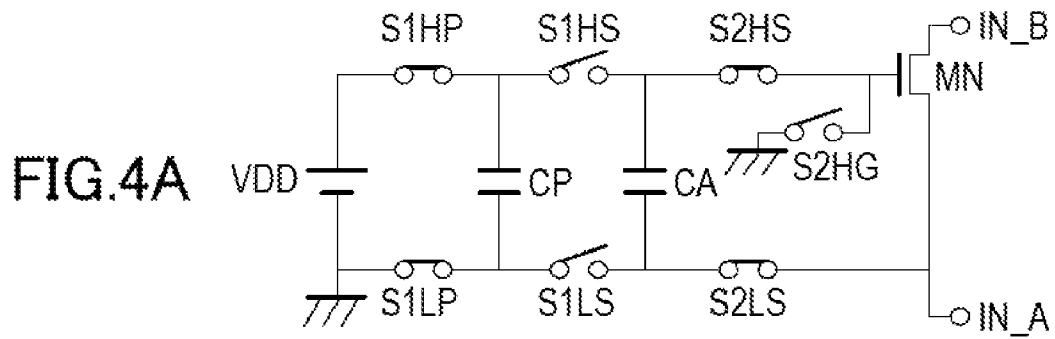 S1HP
S1HS
S2HS
IN_B
MN
FIG.4A
VDD
CP
CA
S2HG
S1LP
S1LS
S2LS
IN_A